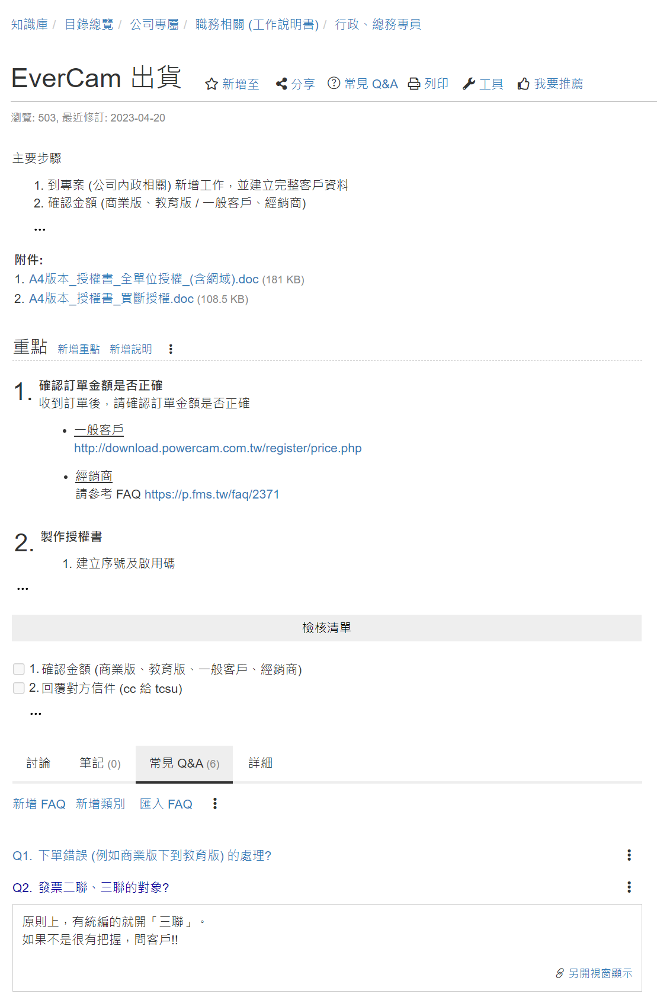 知識庫 / 目錄總覽 / 公司專屬 / 職務相關 (工作說明書) / 行政、總務專員
EverCam 出貨 新增至 分享 常見 Q&A 列印 工具 我要推薦
瀏覽: 503, 最近修訂: 2023-04-20
主要步驟
1. 到專案 (公司內政相關) 新增工作，並建立完整客戶資料
2. 確認金額 (商業版、教育版 / 一般客戶、經銷商)
...
附件:
1. A4版本_授權書_全單位授權_(含網域).doc (181 KB)
2. A4版本_授權書_買斷授權.doc (108.5 KB)
重點 新增重點 新增說明
1. 確認訂單金額是否正確
收到訂單後，請確認訂單金額是否正確
• 一般客戶
http://download.powercam.com.tw/register/price.php
• 經銷商
請參考 FAQ https://p.fms.tw/faq/2371
2. 製作授權書
1. 建立序號及啟用碼
...
檢核清單
1. 確認金額 (商業版、教育版、一般客戶、經銷商)
2. 回覆對方信件 (cc 給 tcsu)
...
討論 筆記 (0) 常見 Q&A (6) 詳細
新增 FAQ 新增類別 匯入 FAQ
Q1. 下單錯誤 (例如商業版下到教育版) 的處理?
Q2. 發票二聯、三聯的對象?
原則上，有統編的就開「三聯」。
如果不是很有把握，問客戶!!
另開視窗顯示